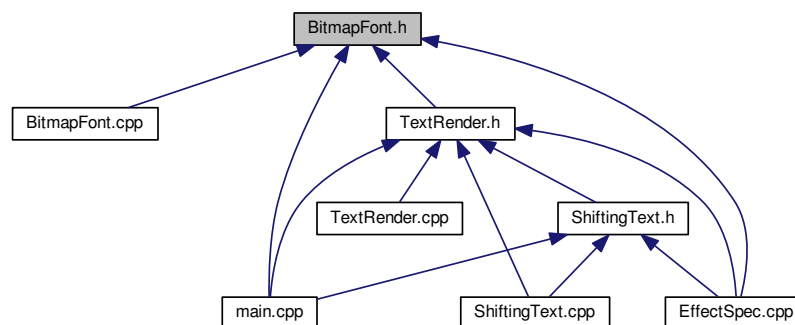 BitmapFont.h
BitmapFont.cpp
TextRender.h
TextRender.cpp
ShiftingText.h
main.cpp
ShiftingText.cpp
EffectSpec.cpp